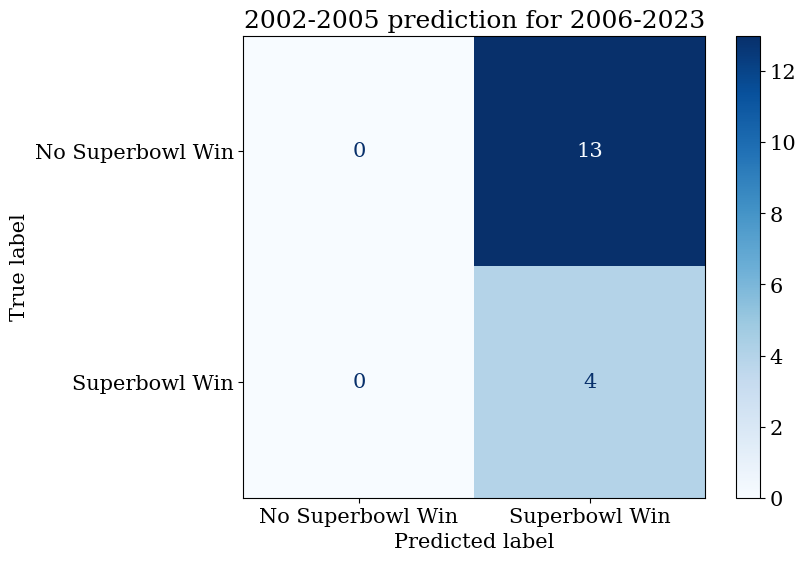 2002-2005 prediction for 2006-2023
No Superbowl Win
Superbowl Win
True label
0
13
0
4
No Superbowl Win
Superbowl Win
Predicted label
12
10
8
6
4
2
0